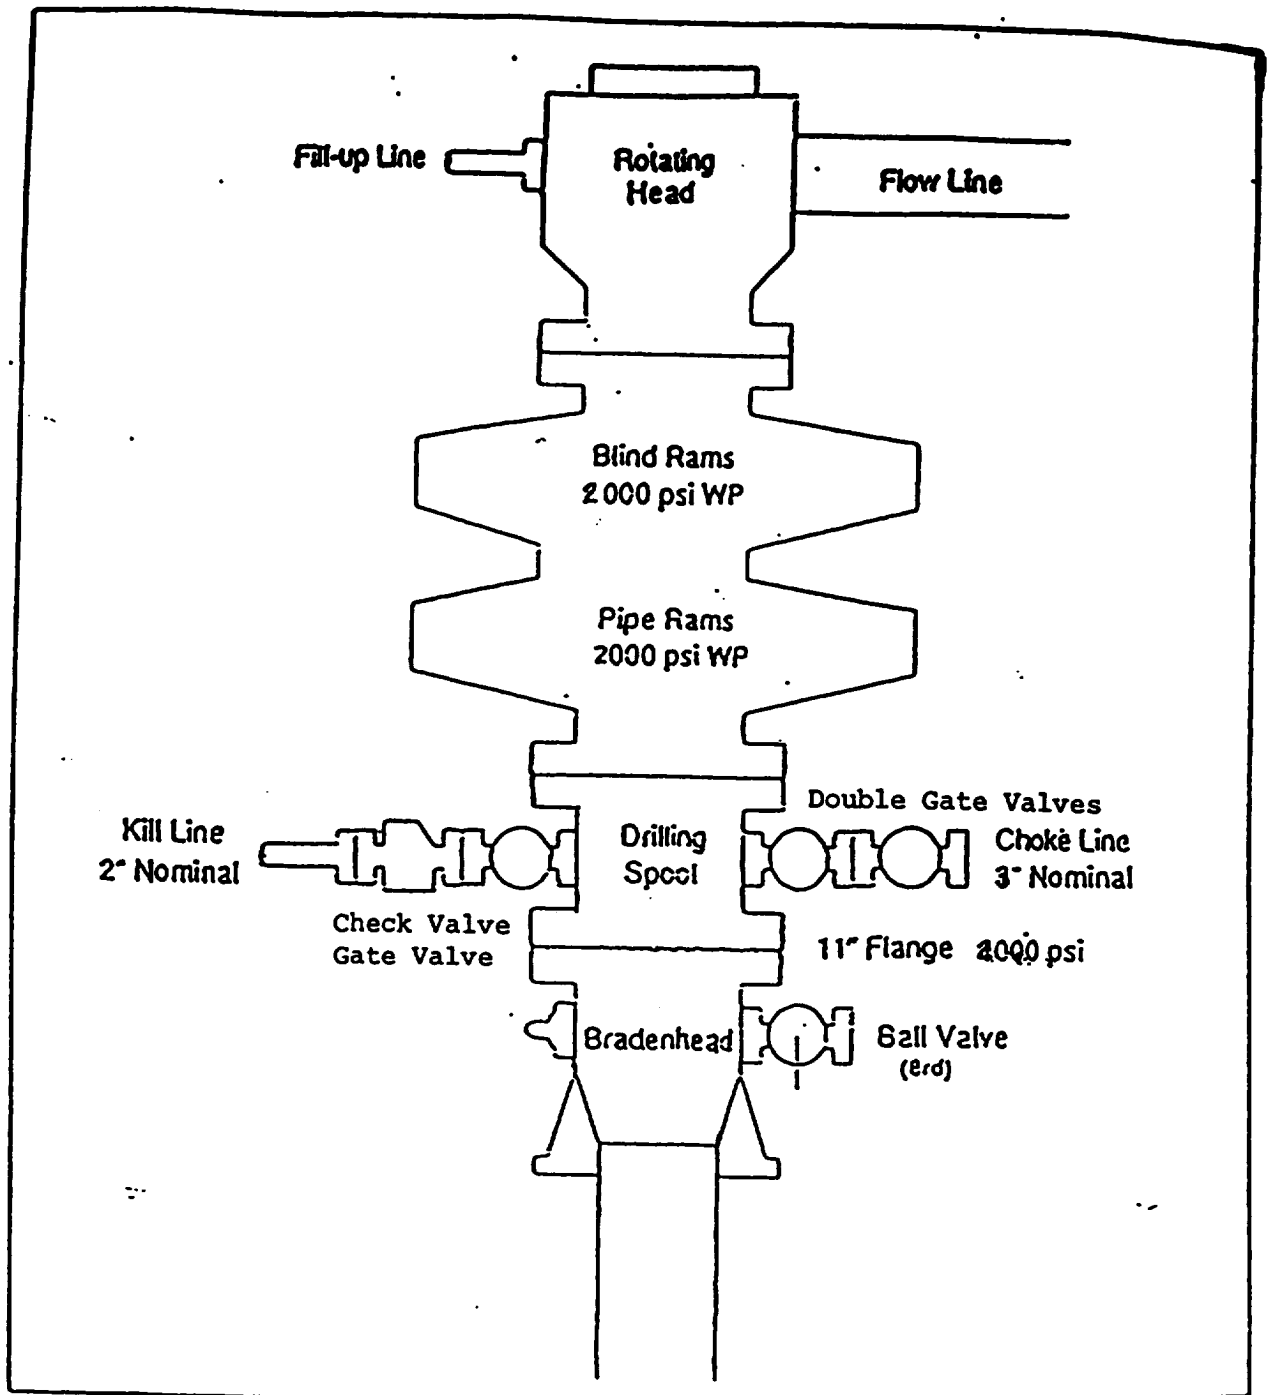 Fill-up Line
Rotating
Head
Flow Line
Blind Rams
2000 psi WP
Pipe Rams
2000 psi WP
Double Gate Valves
Kill Line
2" Nominal
Drilling
Spool
Choke Line
3" Nominal
Check Valve
Gate Valve
11" Flange psi
Bradenhead
Ball Valve